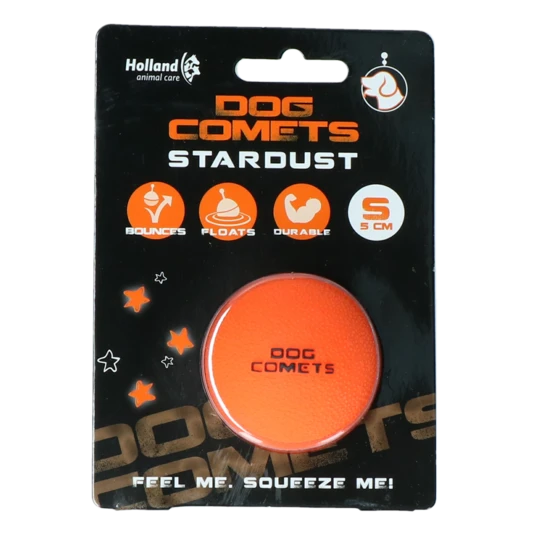 Holland
animal care
DOG
COMETS
STARDUST
BOUNCES
FLOATS
DURABLE
S
5 CM
DOG
COMETS
DOG COMETS
COMETS
FEEL ME. SQUEEZE ME!